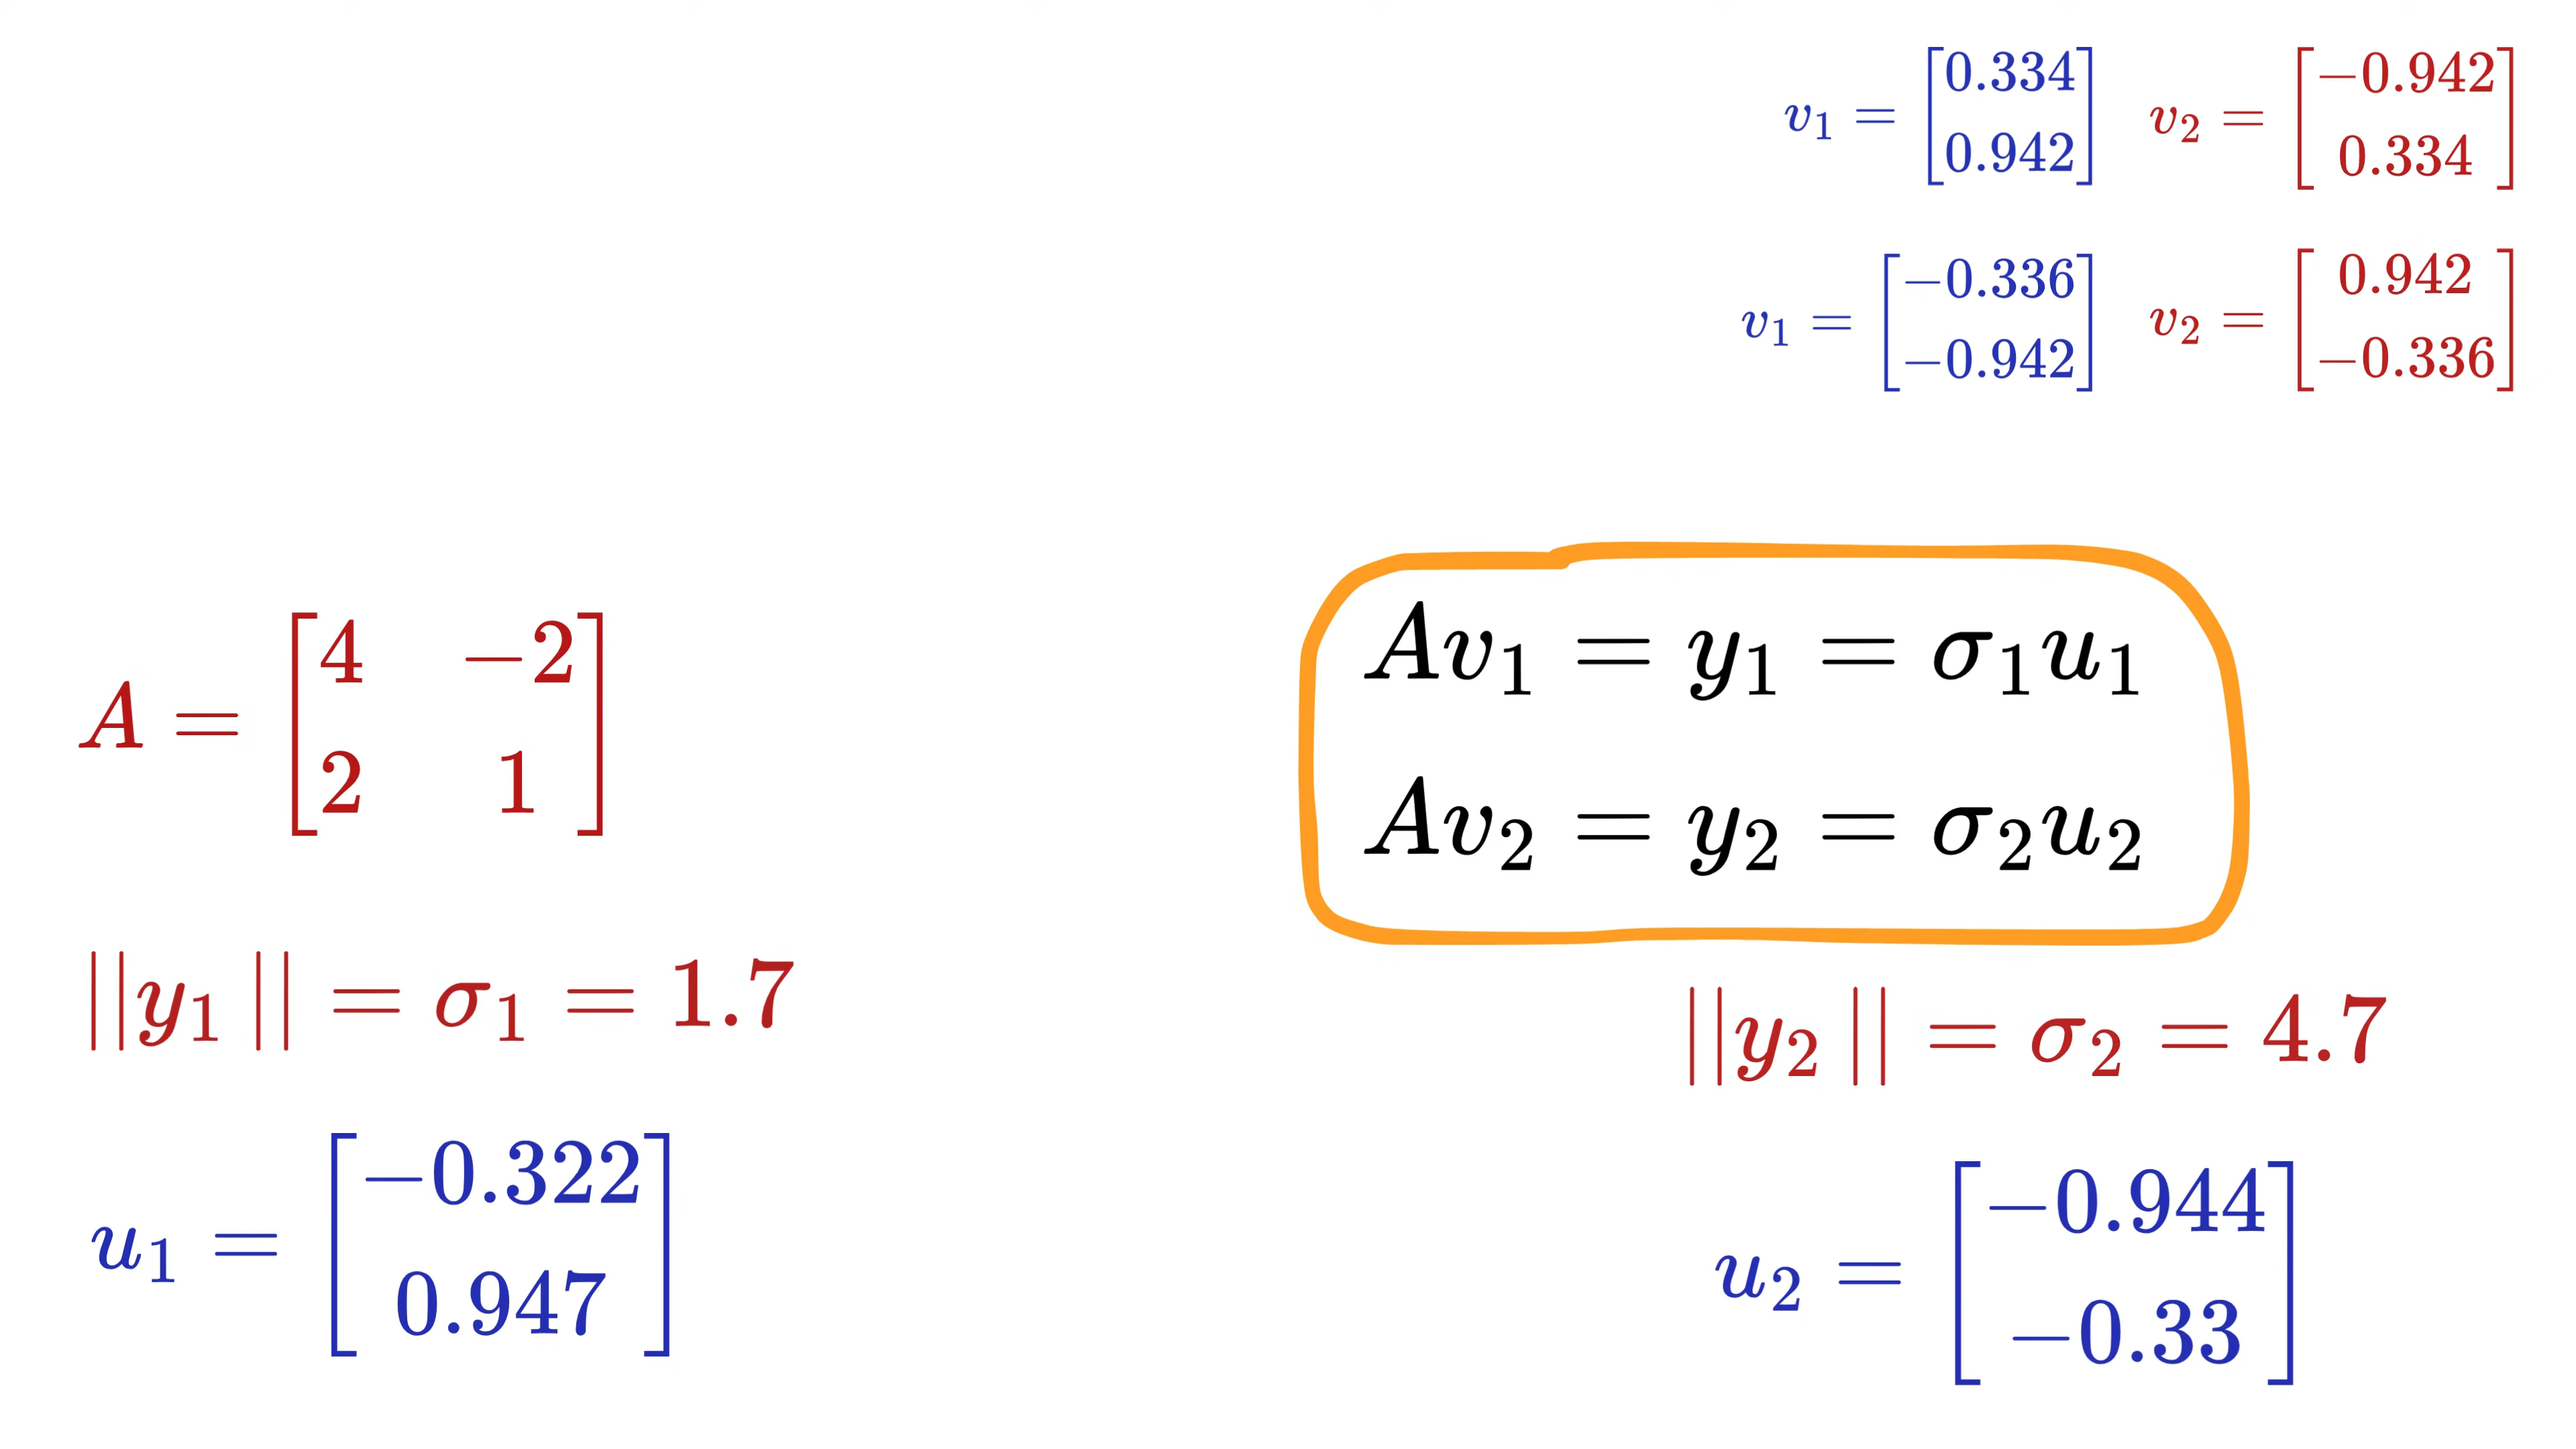 v₁ = [0.334 0.942] v₂ = [−0.942 0.334]
v₁ = [−0.336 −0.942] v₂ = [0.942 −0.336]
A = [4 −2 2 1]
Av₁ = y₁ = σ₁u₁
Av₂ = y₂ = σ₂u₂
||y₁|| = σ₁ = 1.7
||y₂|| = σ₂ = 4.7
u₁ = [−0.322 0.947]
u₂ = [−0.944 −0.33]